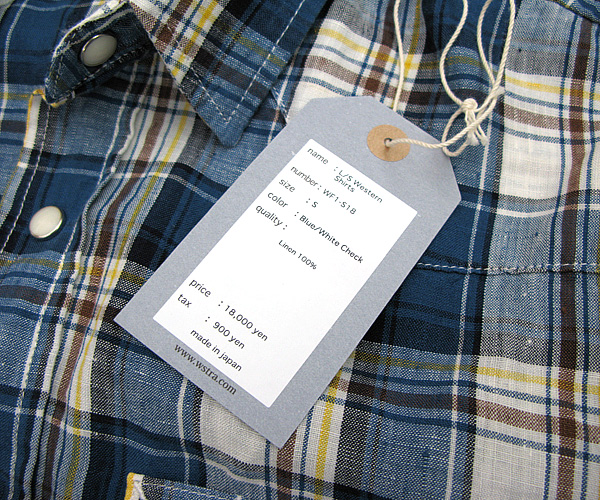 name : L/S Western
Shirts
number : WF1-S18
size : S
color : Blue/White Check
quality :
Linen 100%
price : 18,000 yen
tax : 900 yen
made in japan
www.wstra.com